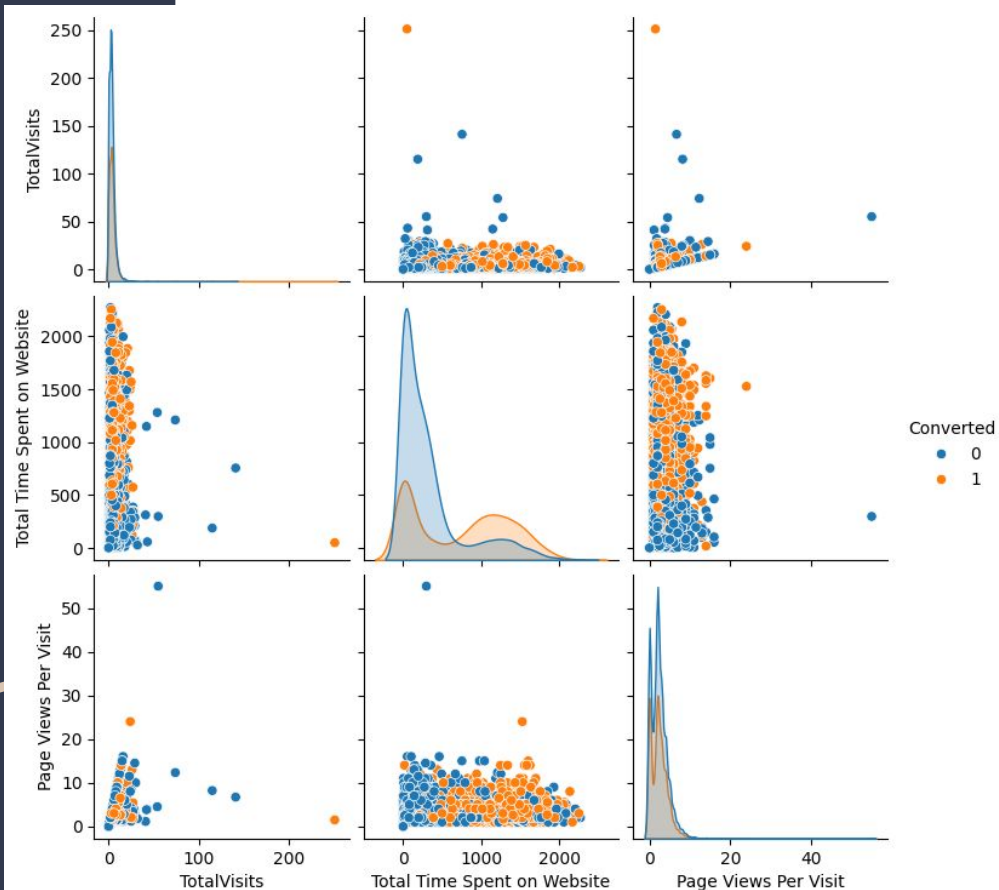 250
200
150
100
50
0
TotalVisits
2000
1500
1000
500
0
Total Time Spent on Website
50
40
30
20
10
0
Page Views Per Visit
0 100 200
TotalVisits
0 1000 2000
Total Time Spent on Website
0 20 40
Page Views Per Visit
Converted
0
1